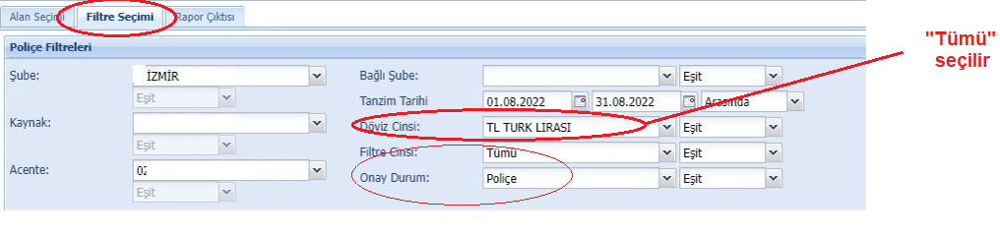 Alan Seçimi Filtre Seçimi Rapor Çıktısı
Poliçe Filtreleri
"Tümü"
seçilir
Şube: İZMİR Bağlı Şube: Eşit
Eşit Tanzim Tarihi 01.08.2022 31.08.2022 Arasında
Kaynak: Döviz Cinsi: TL TURK LIRASI Eşit
Eşit Filtre Cinsi: Tümü Eşit
Acente: 02 Onay Durum: Poliçe Eşit
Eşit